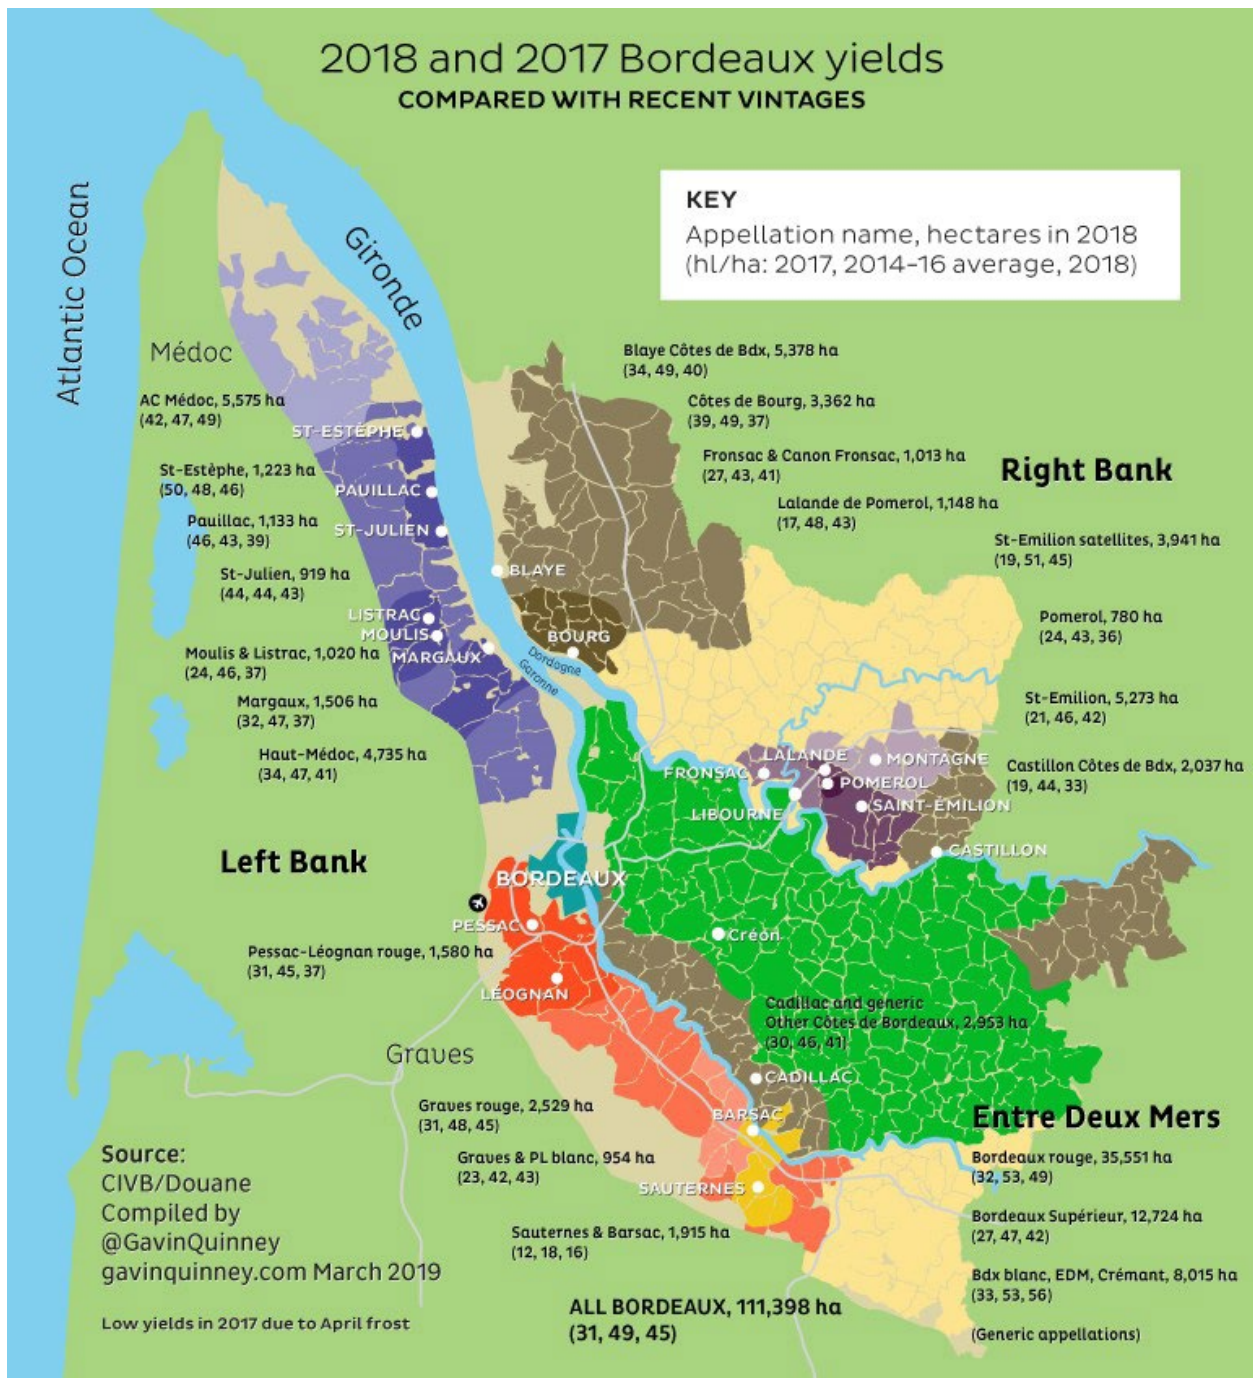 2018 and 2017 Bordeaux yields
COMPARED WITH RECENT VINTAGES
KEY
Appellation name, hectares in 2018
(hl/ha: 2017, 2014-16 average, 2018)
Atlantic Ocean
Gironde
Médoc
AC Médoc, 5,575 ha
(42, 47, 49)
ST-ESTÈPHE
St-Estèphe, 1,223 ha
(50, 48, 46)
PAUILLAC
Pauillac, 1,133 ha
(46, 43, 39)
ST-JULIEN
St-Julien, 919 ha
(44, 44, 43)
LISTRAC
MOULIS
MARGAUX
Moulis & Listrac, 1,020 ha
(24, 46, 37)
Margaux, 1,506 ha
(32, 47, 37)
Haut-Médoc, 4,735 ha
(34, 47, 41)
Blaye Côtes de Bdx, 5,378 ha
(34, 49, 40)
Côtes de Bourg, 3,362 ha
(39, 49, 37)
Fronsac & Canon Fronsac, 1,013 ha
(27, 43, 41)
Right Bank
Lalande de Pomerol, 1,148 ha
(17, 48, 43)
St-Emilion satellites, 3,941 ha
(19, 51, 45)
Pomerol, 780 ha
(24, 43, 36)
St-Emilion, 5,273 ha
(21, 46, 42)
Castillon Côtes de Bdx, 2,037 ha
(19, 44, 33)
BLAYE
BOURG
Dordogne
Garonne
FRONSAC
LALANDE
MONTAGNE
POMEROL
SAINT-EMILION
LIBOURNE
CASTILLON
Left Bank
BORDEAUX
PESSAC
Créon
Pessac-Léognan rouge, 1,580 ha
(31, 45, 37)
LÉOGNAN
Cadillac and generic
Other Côtes de Bordeaux, 2,953 ha
(30, 46, 41)
CADILLAC
Graves
Graves rouge, 2,529 ha
(31, 48, 45)
BARSAC
Graves & PL blanc, 954 ha
(23, 42, 43)
SAUTERNES
Sauternes & Barsac, 1,915 ha
(12, 18, 16)
Entre Deux Mers
Bordeaux rouge, 35,551 ha
(32, 53, 49)
Bordeaux Supérieur, 12,724 ha
(27, 47, 42)
Bdx blanc, EDM, Crémant, 8,015 ha
(33, 53, 56)
(Generic appellations)
ALL BORDEAUX, 111,398 ha
(31, 49, 45)
Source:
CIVB/Douane
Compiled by
@GavinQuinney
gavinquinney.com March 2019
Low yields in 2017 due to April frost